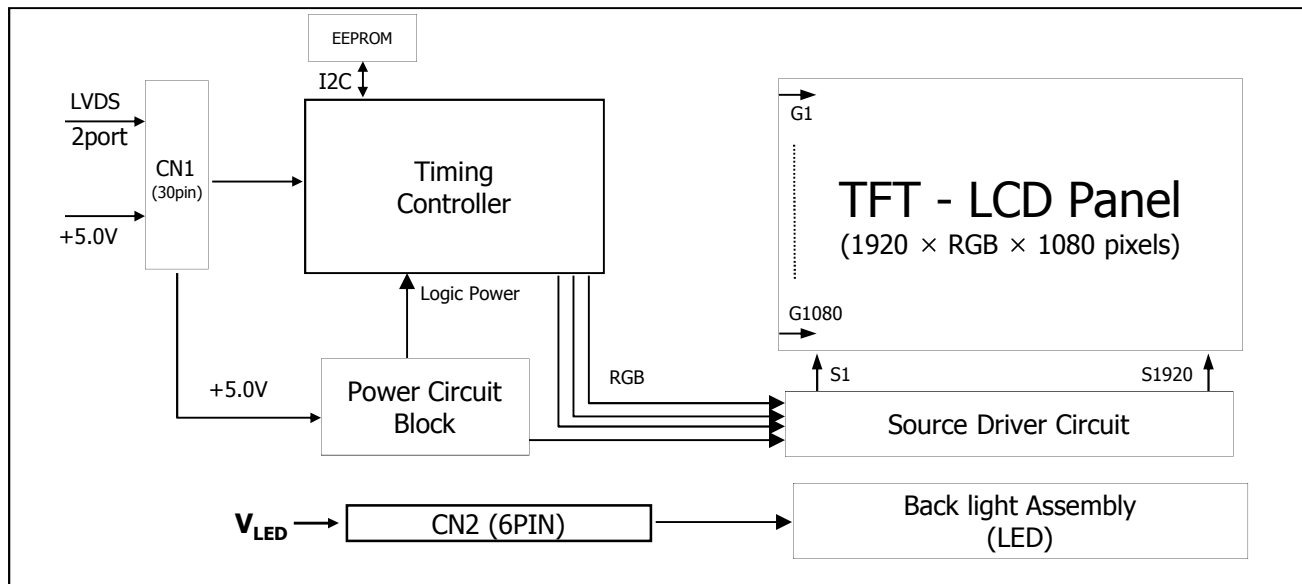 EEPROM
I2C
LVDS
2port
+5.0V
CN1
(30pin)
Timing
Controller
G1
TFT - LCD Panel
(1920 × RGB × 1080 pixels)
G1080
Logic Power
+5.0V
Power Circuit
Block
RGB
S1
S1920
Source Driver Circuit
VLED
CN2 (6PIN)
Back light Assembly
(LED)